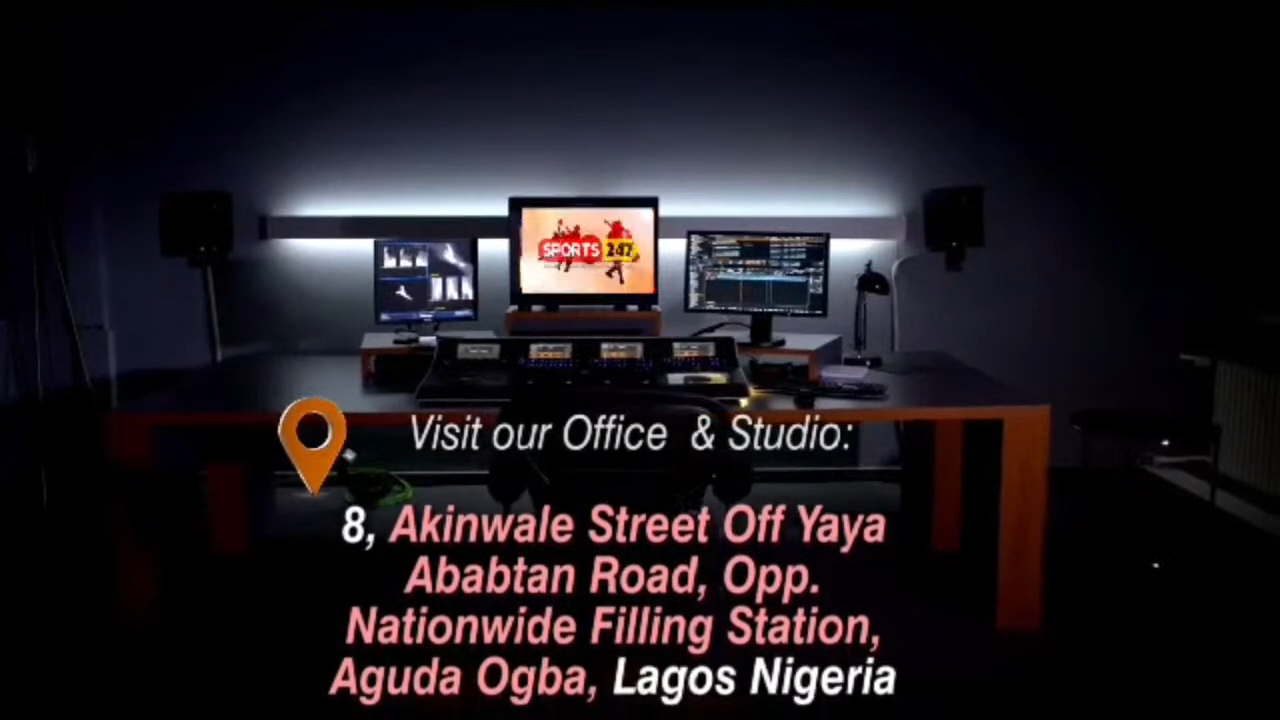 SPORTS 247
Visit our Office & Studio:
8, Akinwale Street Off Yaya
Ababtan Road, Opp.
Nationwide Filling Station,
Aguda Ogba, Lagos Nigeria